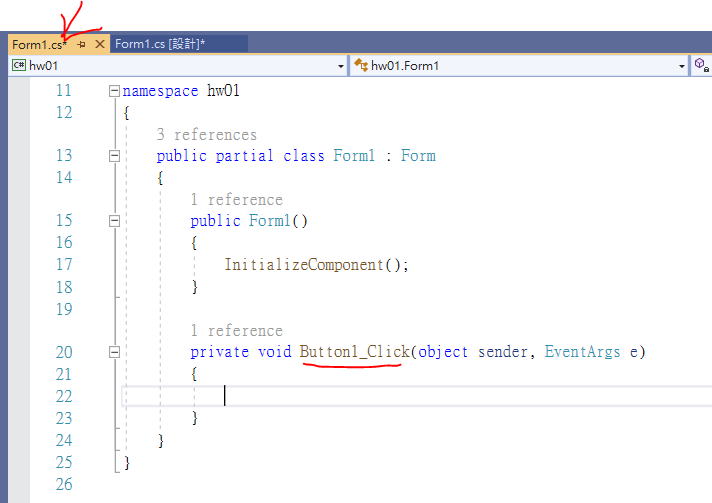 Form1.cs* Form1.cs [設計]*
C# hw01 hw01.Form1
11 namespace hw01
12 {
3 references
13 public partial class Form1 : Form
14 {
1 reference
15 public Form1()
16 {
17 InitializeComponent();
18 }
19
1 reference
20 private void Button1_Click(object sender, EventArgs e)
21 {
22
23 }
24 }
25 }
26